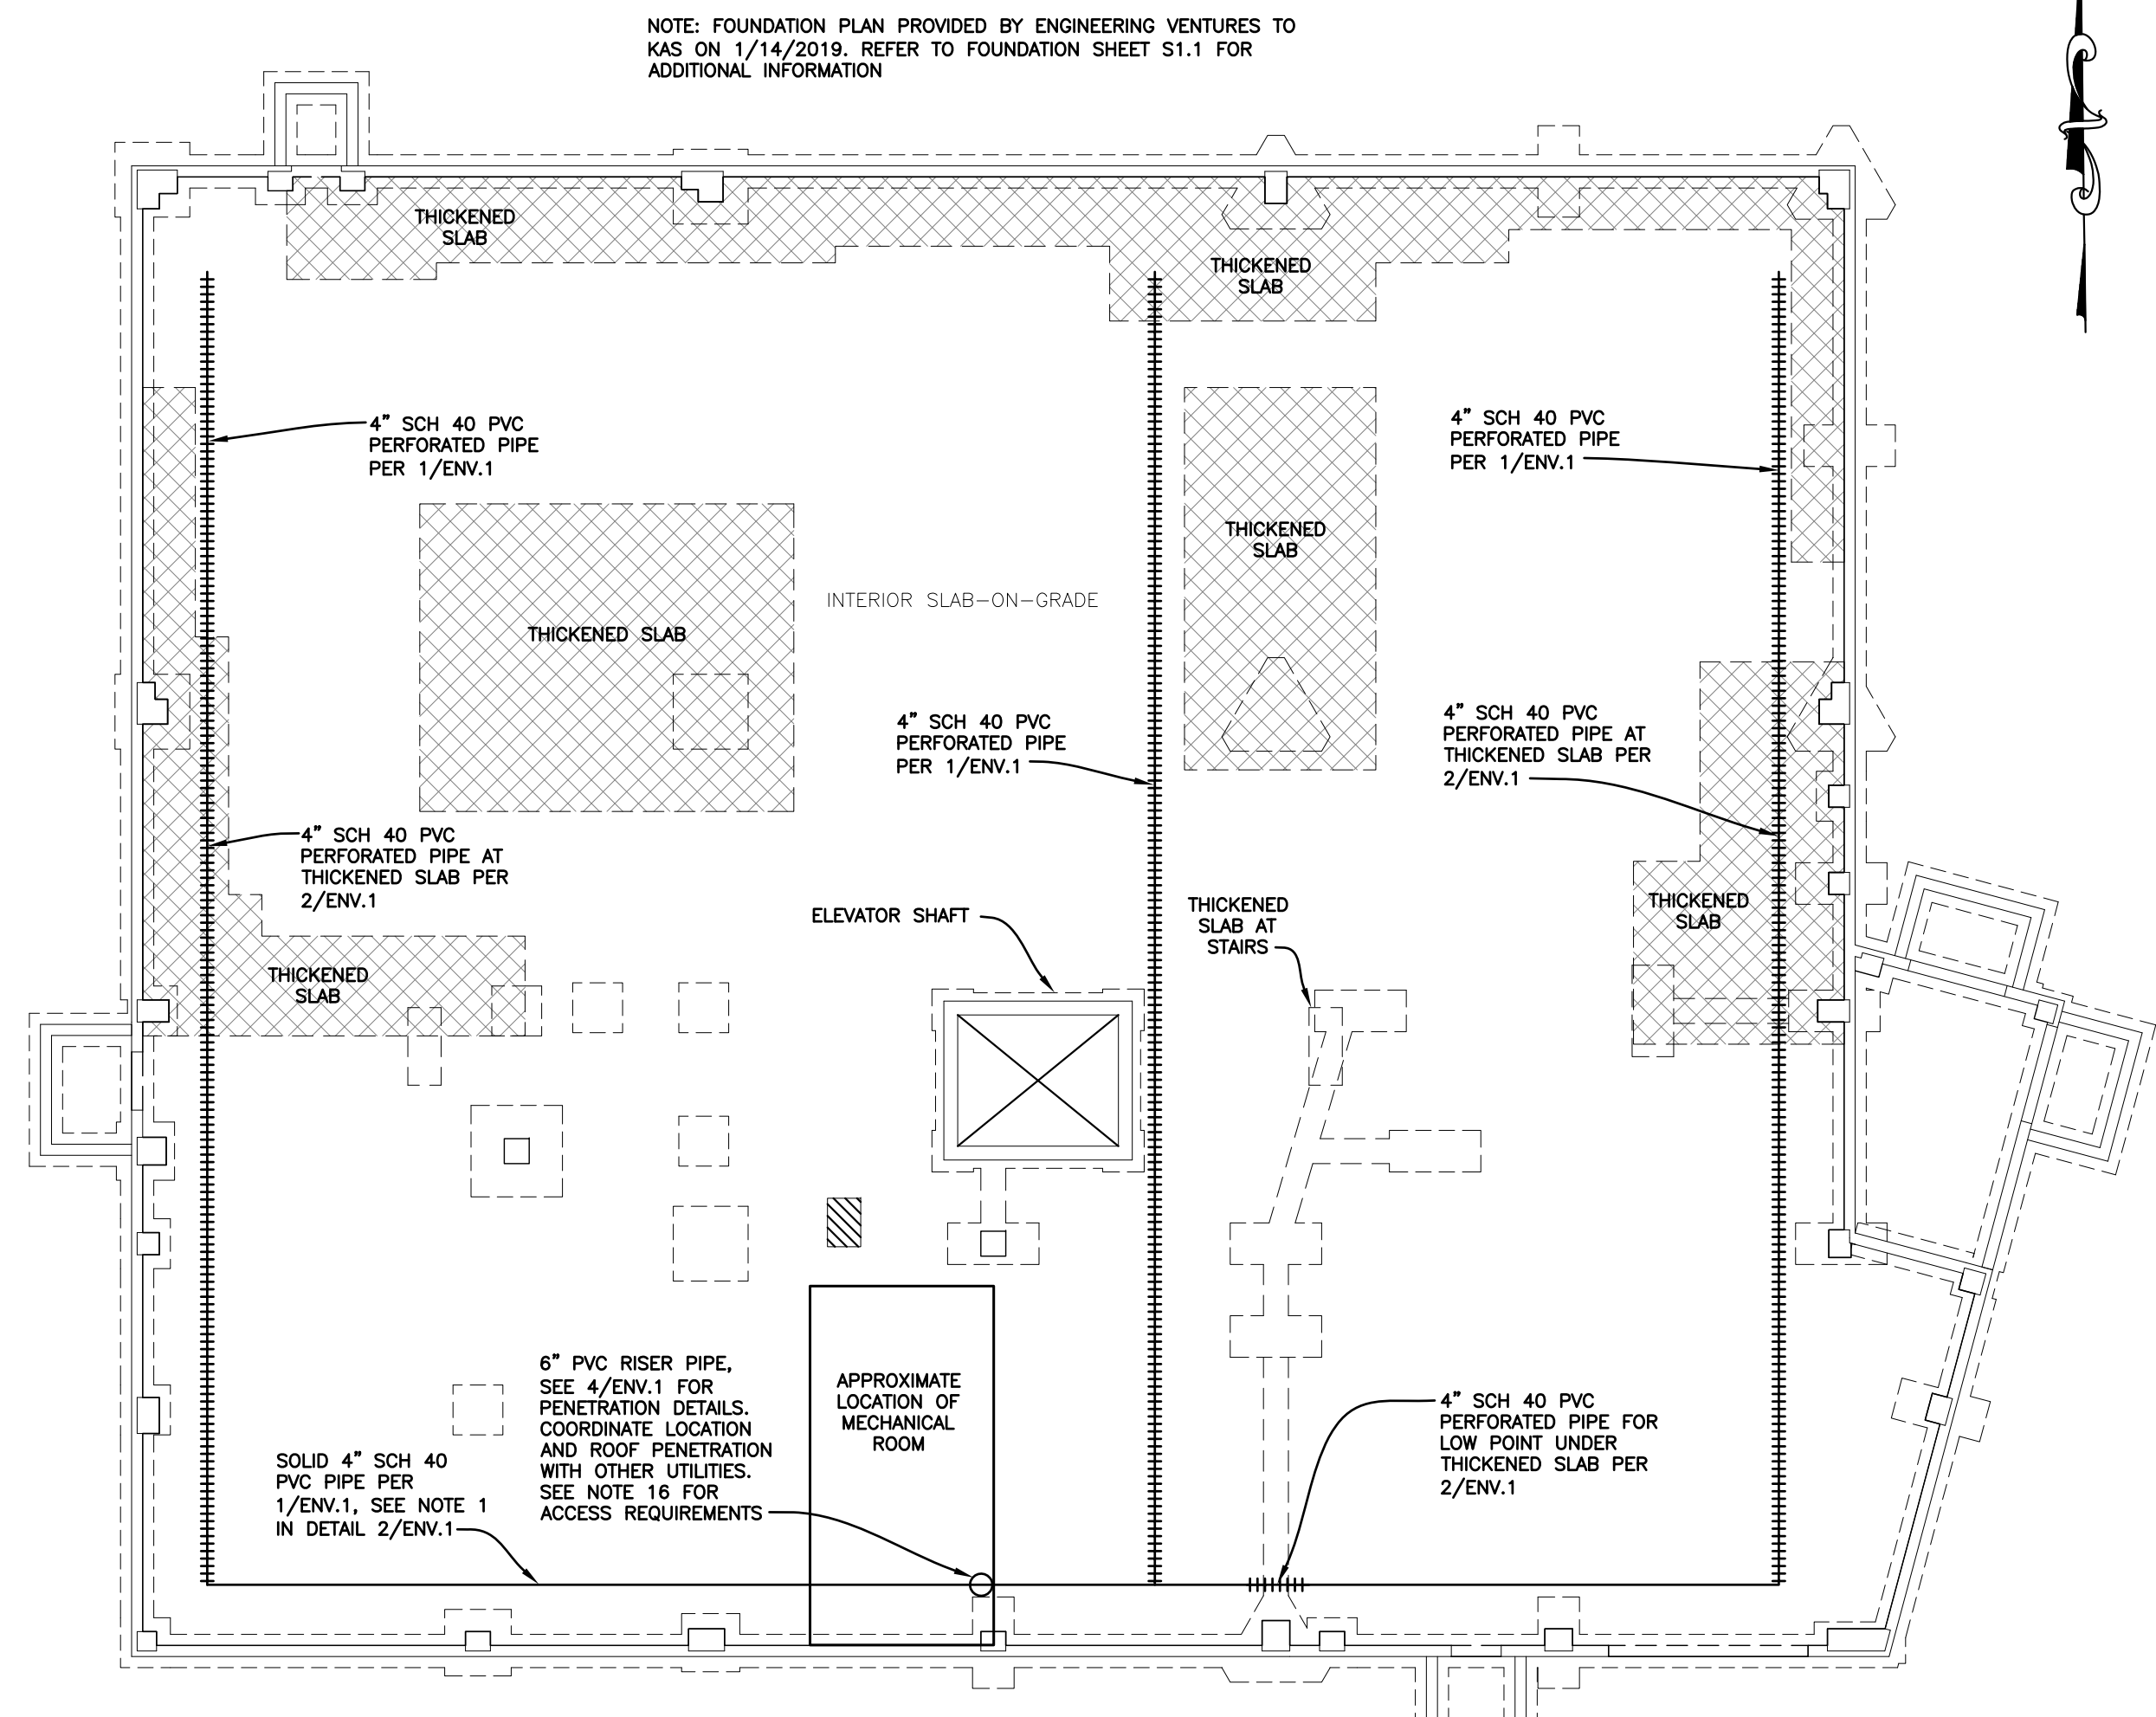 NOTE: FOUNDATION PLAN PROVIDED BY ENGINEERING VENTURES TO
KAS ON 1/14/2019. REFER TO FOUNDATION SHEET S1.1 FOR
ADDITIONAL INFORMATION
THICKENED
SLAB
THICKENED
SLAB
4" SCH 40 PVC
PERFORATED PIPE
PER 1/ENV.1
4" SCH 40 PVC
PERFORATED PIPE
PER 1/ENV.1
THICKENED
SLAB
INTERIOR SLAB-ON-GRADE
THICKENED SLAB
4" SCH 40 PVC
PERFORATED PIPE
PER 1/ENV.1
4" SCH 40 PVC
PERFORATED PIPE AT
THICKENED SLAB PER
2/ENV.1
4" SCH 40 PVC
PERFORATED PIPE AT
THICKENED SLAB PER
2/ENV.1
ELEVATOR SHAFT
THICKENED
SLAB AT
STAIRS
THICKENED
SLAB
THICKENED
SLAB
6" PVC RISER PIPE,
SEE 4/ENV.1 FOR
PENETRATION DETAILS.
COORDINATE LOCATION
AND ROOF PENETRATION
WITH OTHER UTILITIES.
SEE NOTE 16 FOR
ACCESS REQUIREMENTS
APPROXIMATE
LOCATION OF
MECHANICAL
ROOM
4" SCH 40 PVC
PERFORATED PIPE FOR
LOW POINT UNDER
THICKENED SLAB PER
2/ENV.1
SOLID 4" SCH 40
PVC PIPE PER
1/ENV.1, SEE NOTE 1
IN DETAIL 2/ENV.1